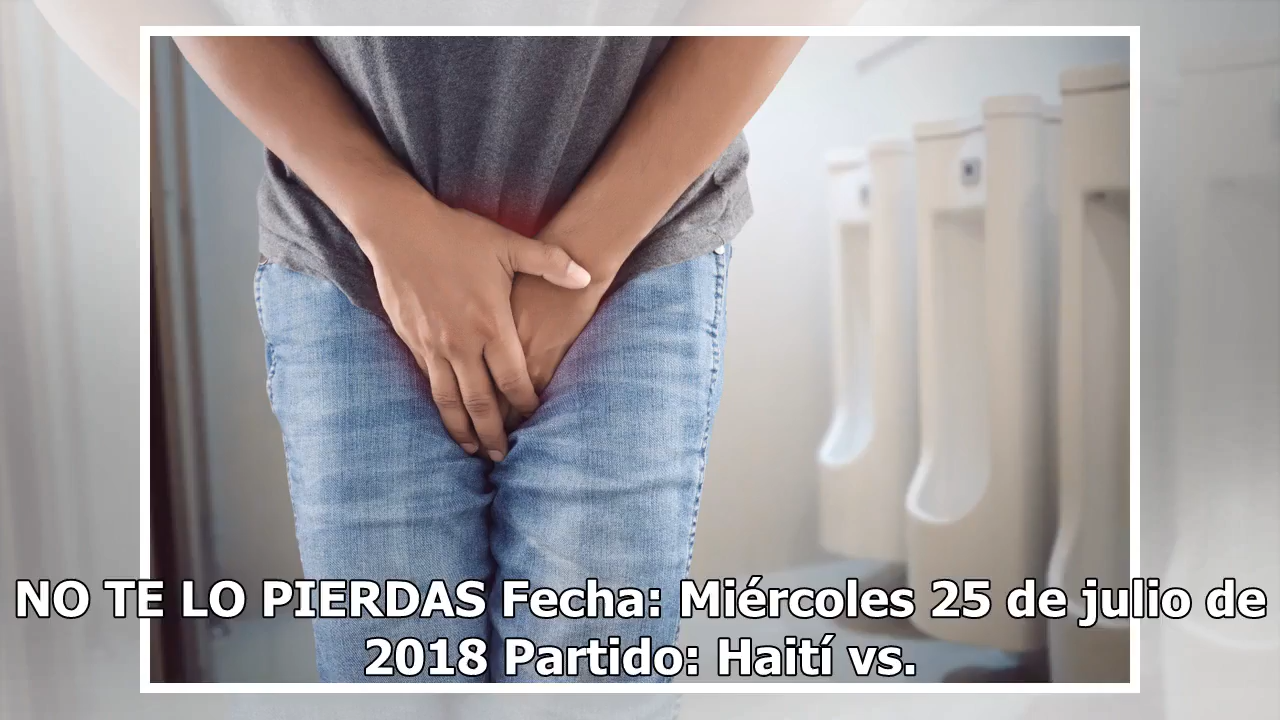 NO TE LO PIERDAS Fecha: Miércoles 25 de julio de
2018 Partido: Haití vs.